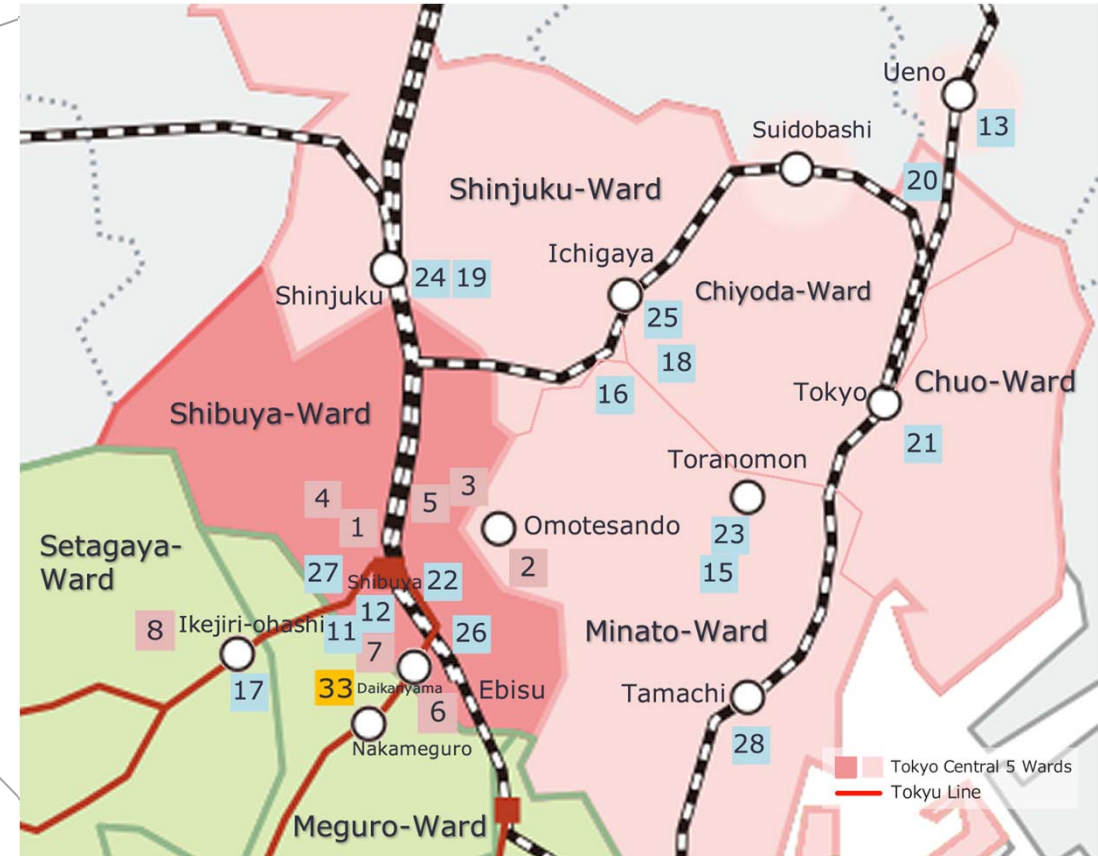 Ueno
13
Suidobashi
20
Shinjuku-Ward
Ichigaya
Shinjuku
24 19
Chiyoda-Ward
25
18
16
Tokyo
Chuo-Ward
Shibuya-Ward
21
Toranomon
4
1
5
3
Omotesando
23
2
15
Setagaya-
Ward
27
Shibuya
22
12
8
Ikejiri-ohashi
11
7
26
Minato-Ward
17
33
Daikanyama
6
Ebisu
Tamachi
28
Nakameguro
Meguro-Ward
Tokyo Central 5 Wards
Tokyu Line